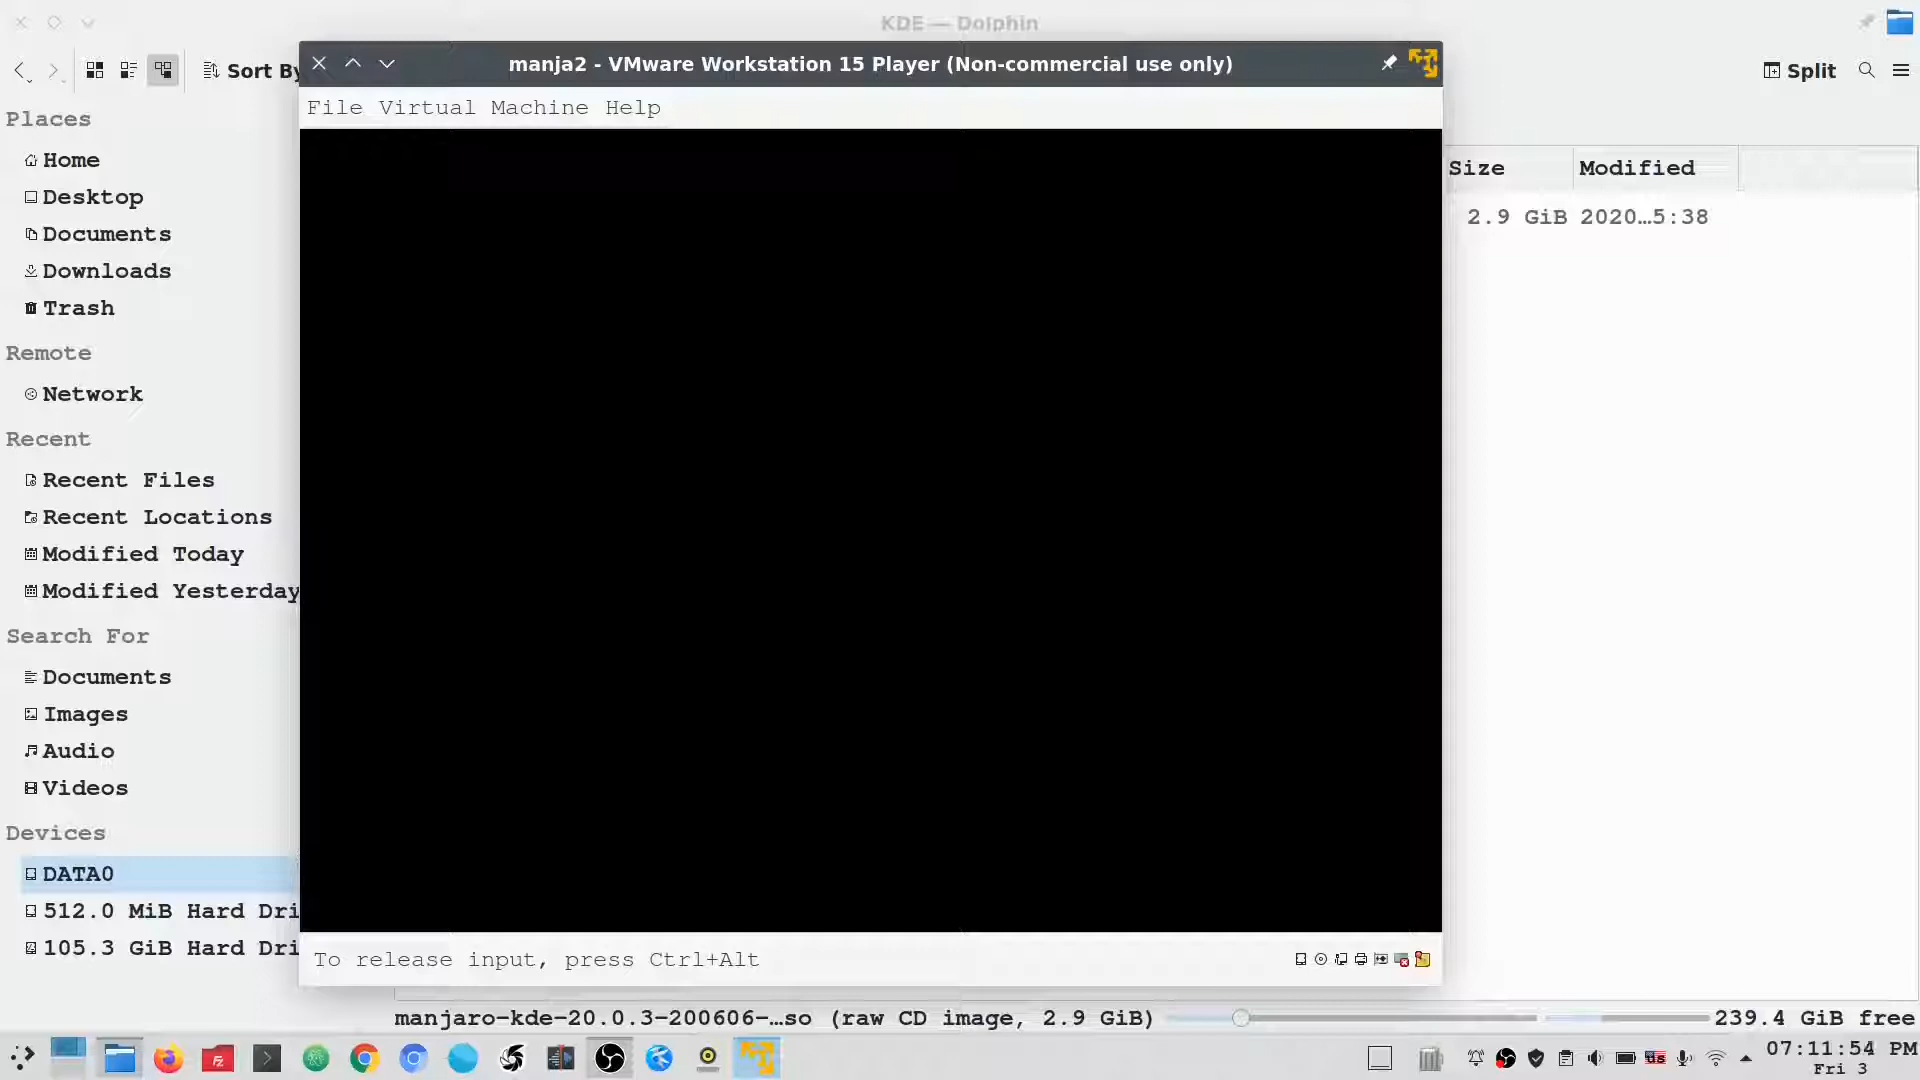 KDE — Dolphin
Sort By
manja2 - VMware Workstation 15 Player (Non-commercial use only)
Split
File Virtual Machine Help
Places
Home
Desktop
Documents
Downloads
Trash
Remote
Network
Recent
Recent Files
Recent Locations
Modified Today
Modified Yesterday
Search For
Documents
Images
Audio
Videos
Devices
DATA0
512.0 MiB Hard Dri
105.3 GiB Hard Dri
Size Modified
2.9 GiB 2020…5:38
To release input, press Ctrl+Alt
manjaro-kde-20.0.3-200606-…so (raw CD image, 2.9 GiB)
239.4 GiB free
us
07:11:54 PM
Fri 3